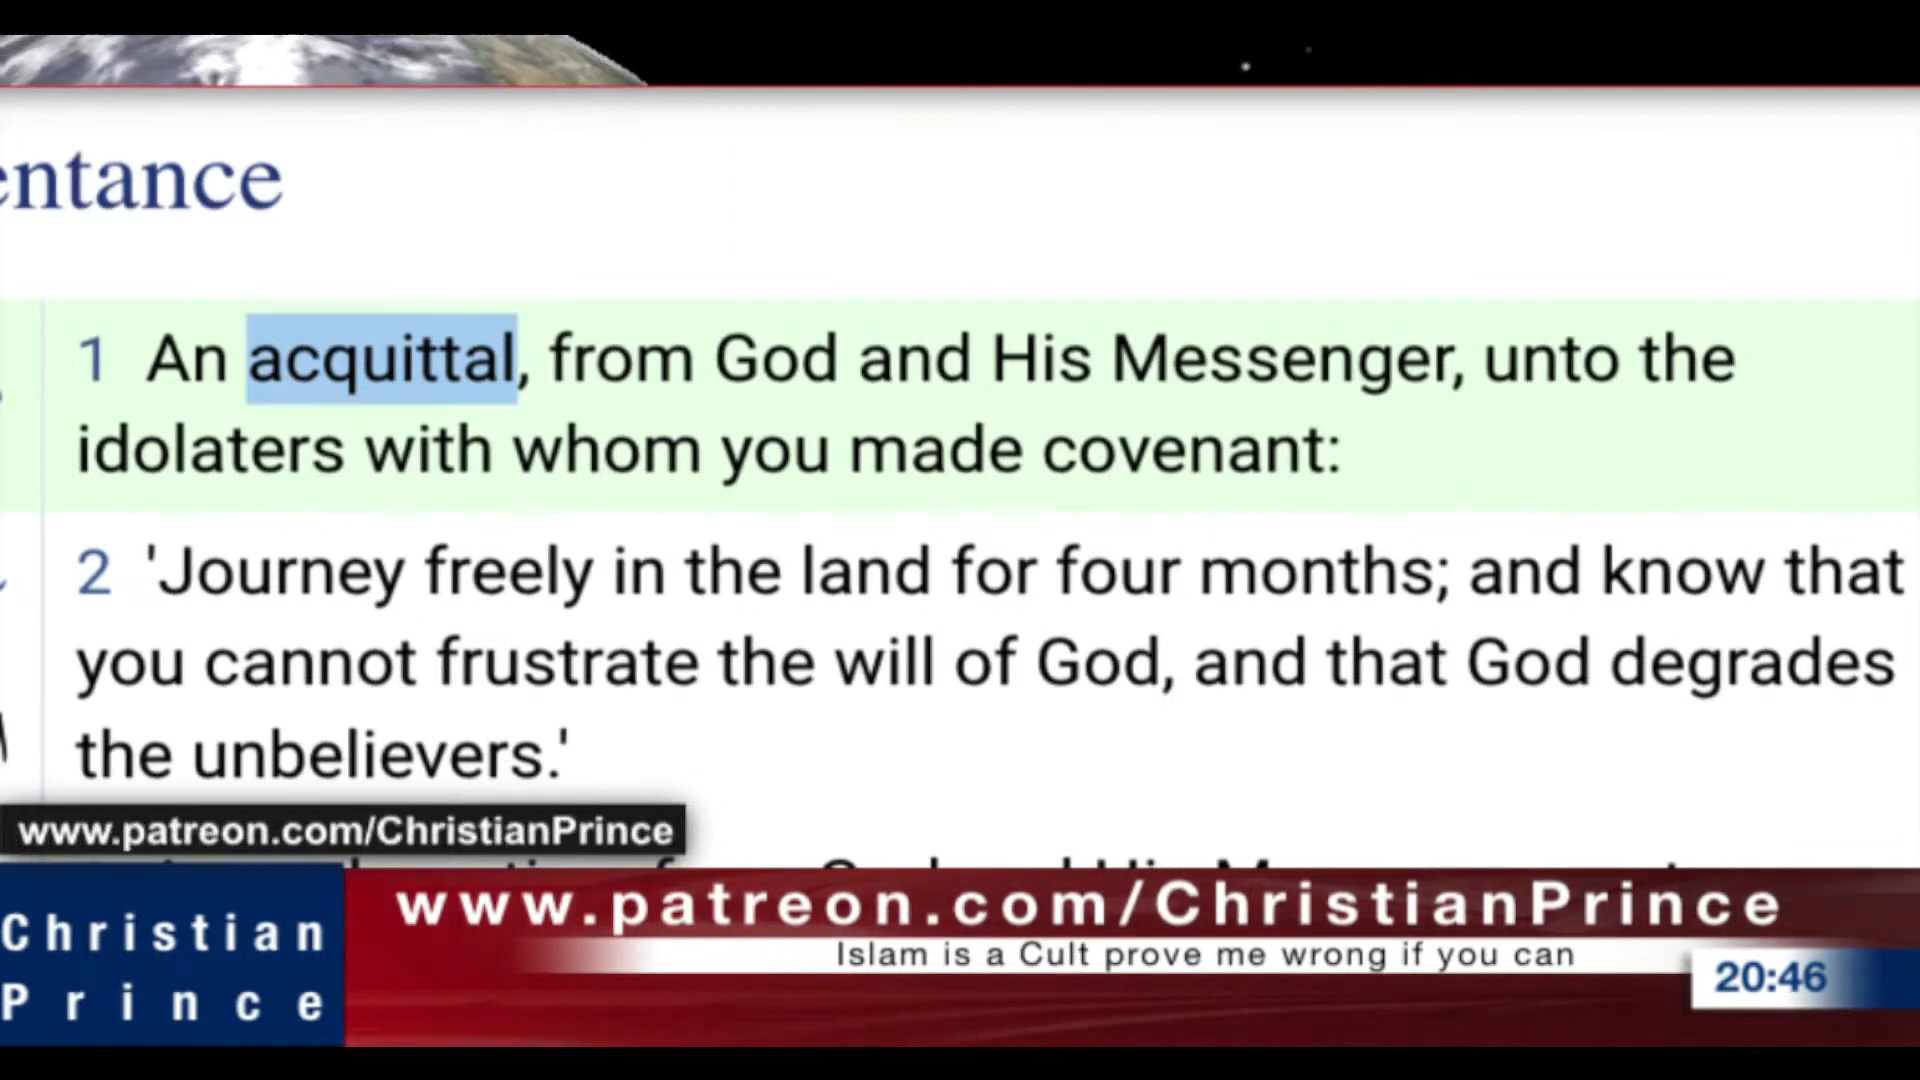 entance
1 An acquittal, from God and His Messenger, unto the
idolaters with whom you made covenant:
2 'Journey freely in the land for four months; and know that
you cannot frustrate the will of God, and that God degrades
the unbelievers.'
www.patreon.com/ChristianPrince
www.patreon.com/ChristianPrince
Islam is a Cult prove me wrong if you can
Christian
Prince
20:46